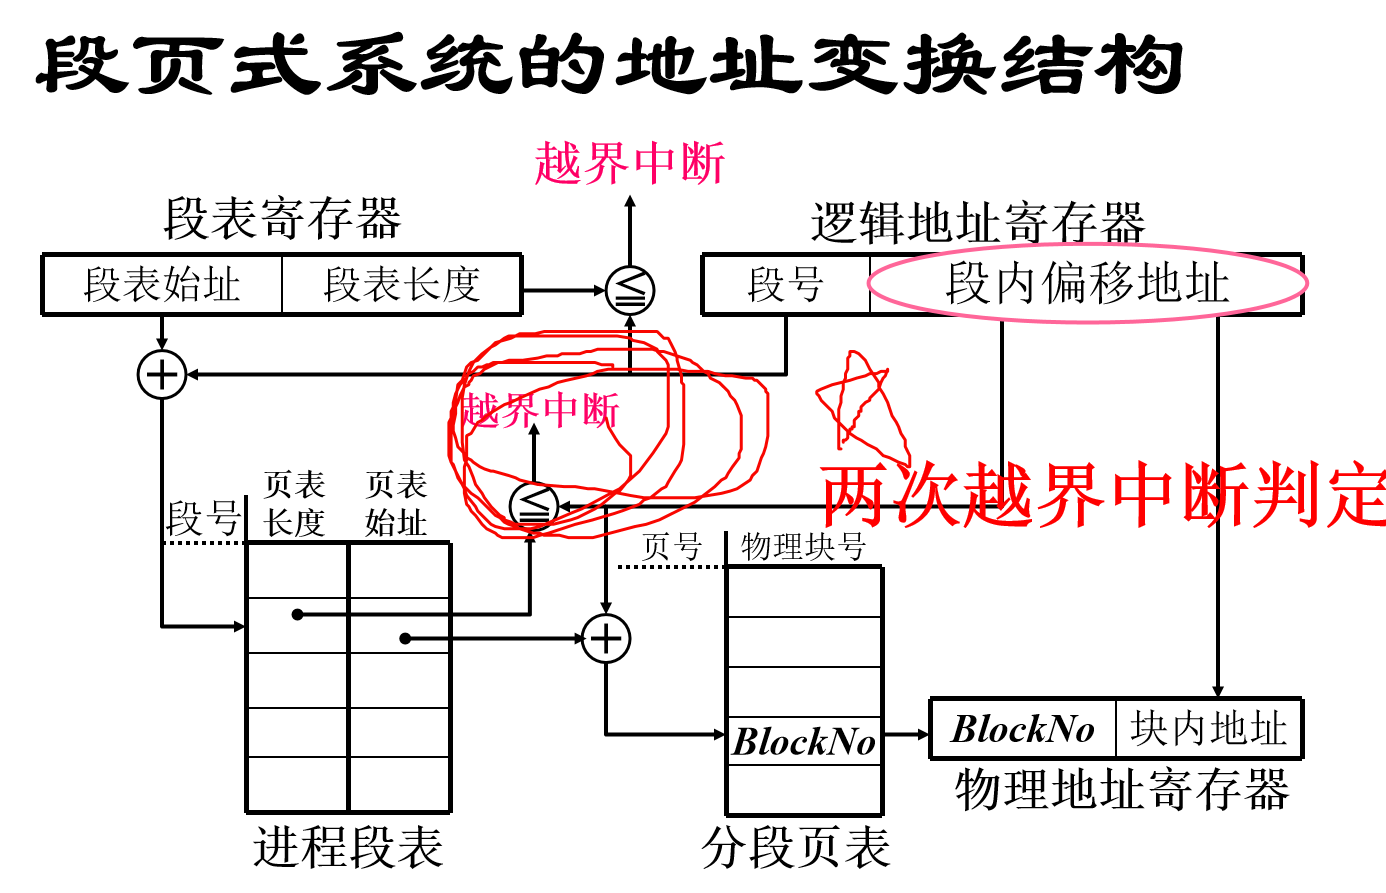 段页式系统的地址变换结构
越界中断
段表寄存器
逻辑地址寄存器
段表始址
段表长度
≦
段号
段内偏移地址
+
越界中断
两次越界中断判定
段号
页表
长度
页表
始址
≦
页号
物理块号
+
BlockNo
BlockNo
块内地址
物理地址寄存器
进程段表
分段页表